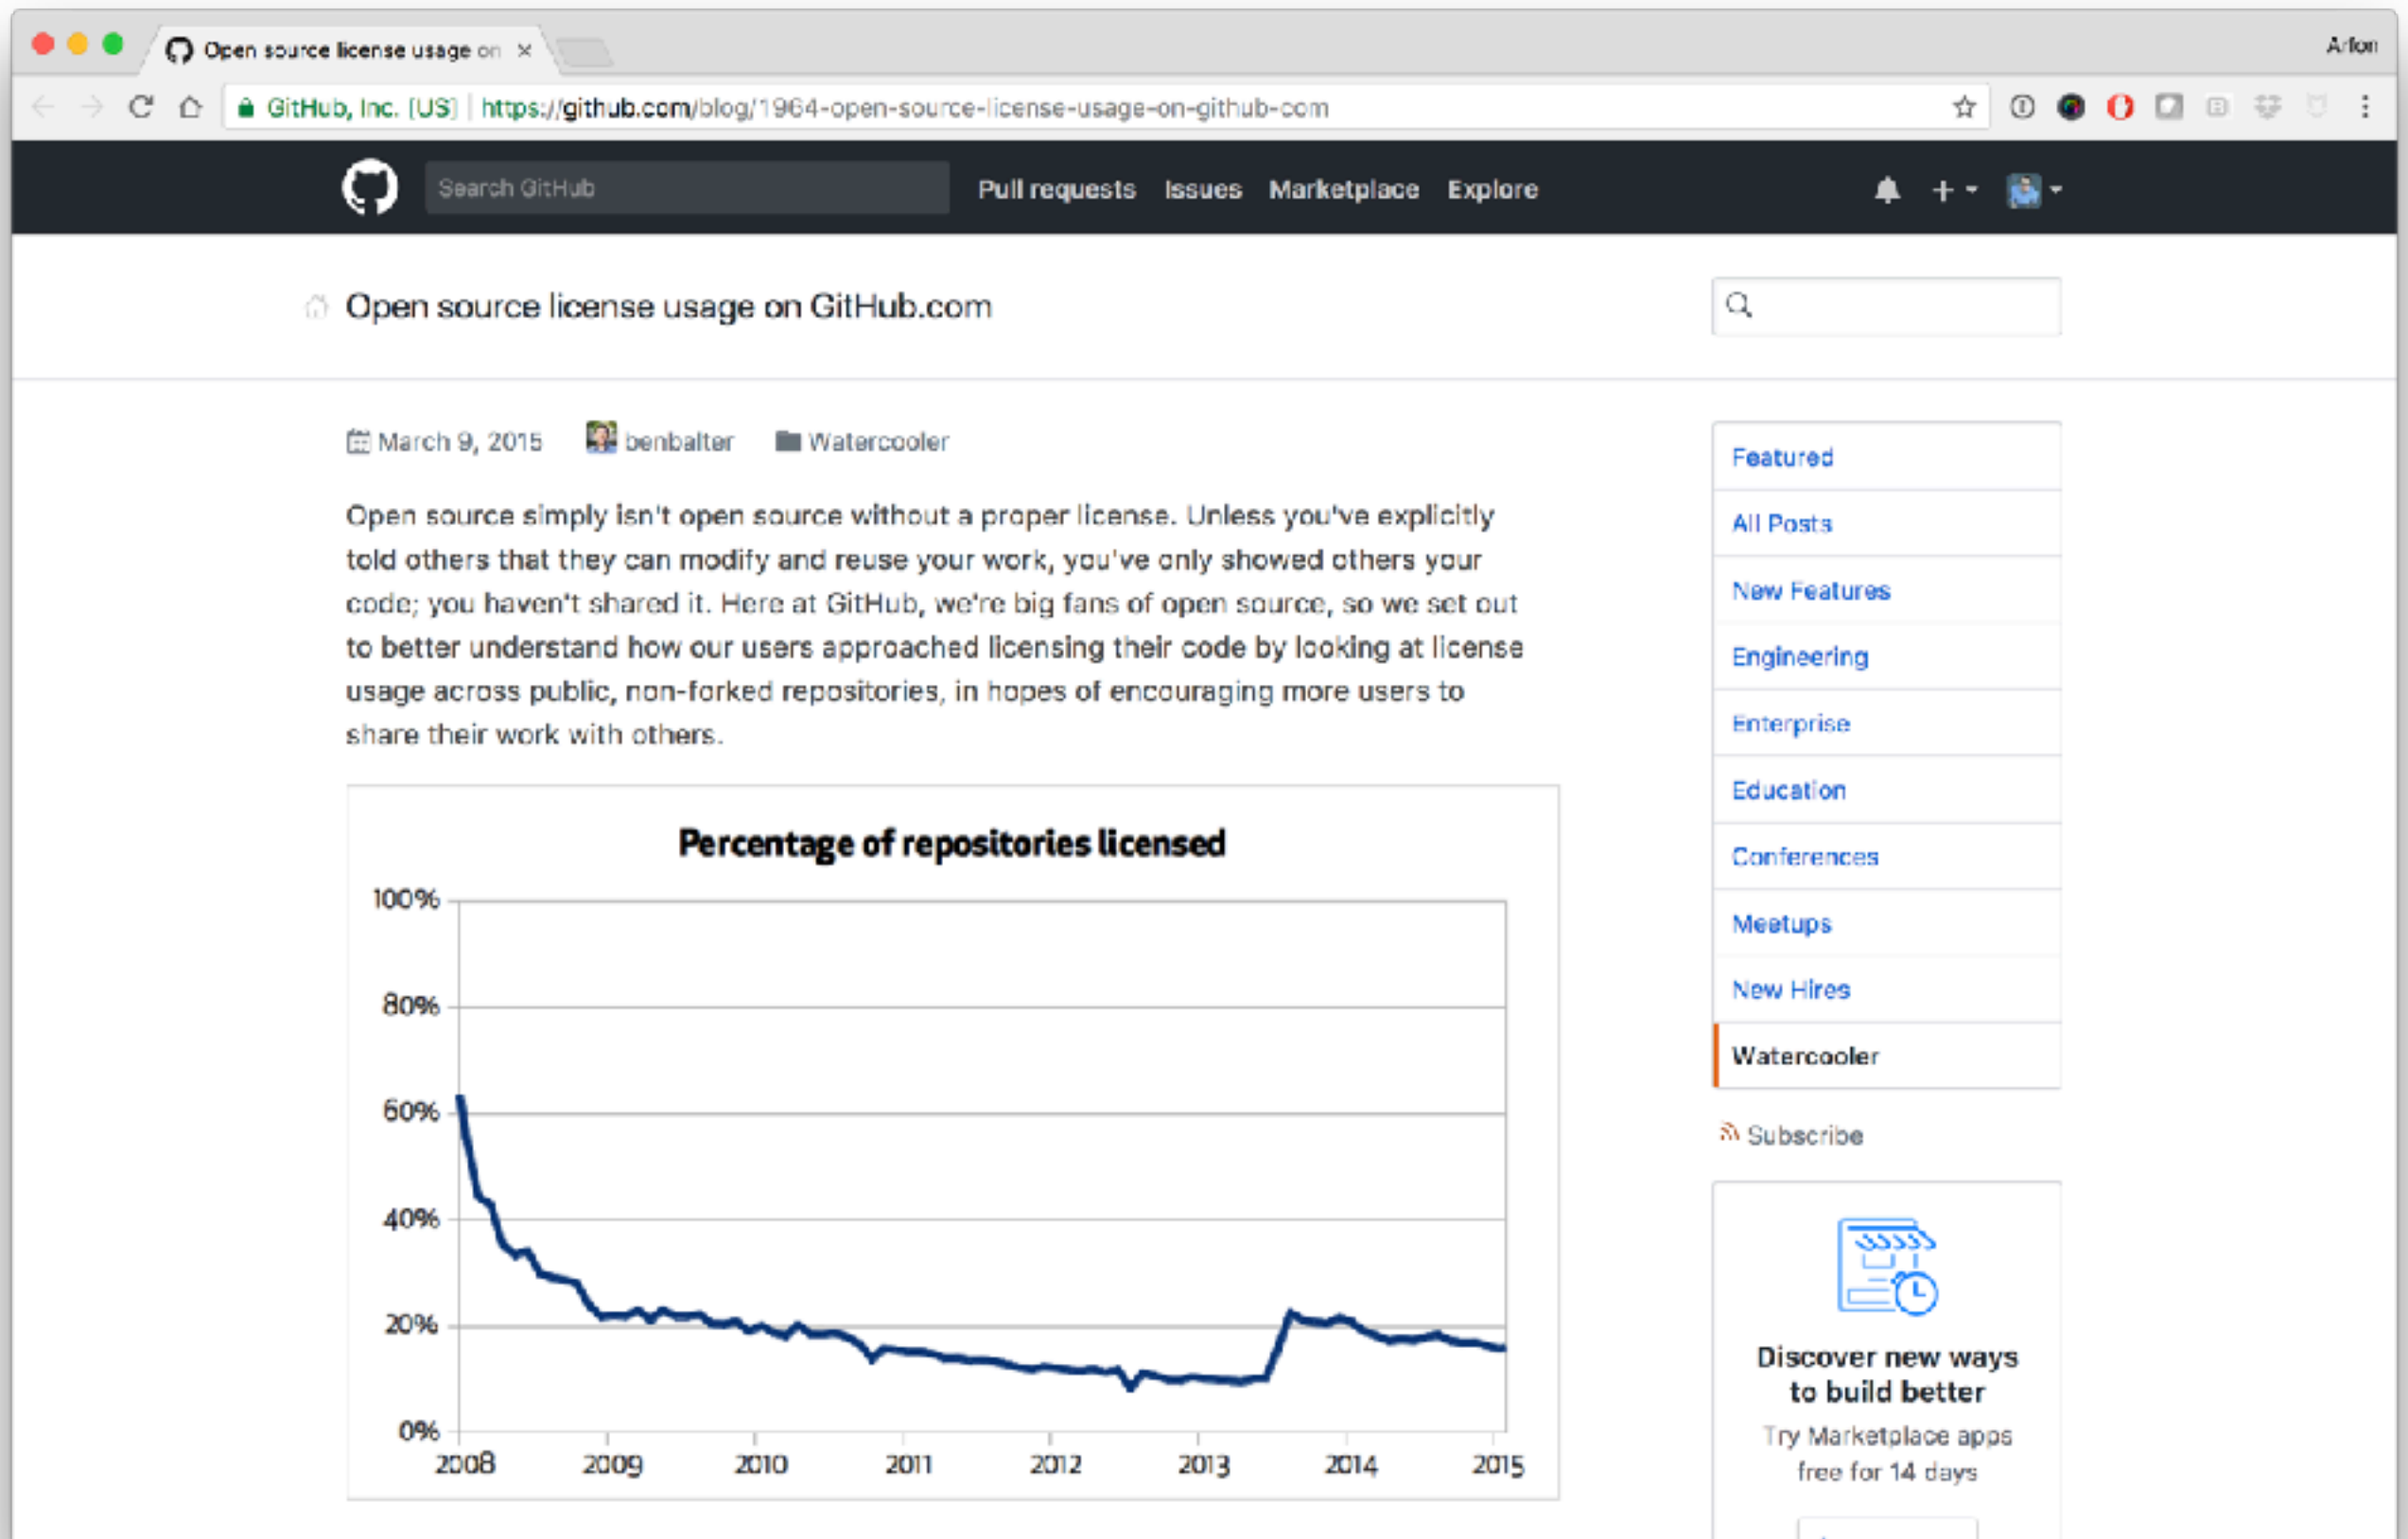 Open source license usage on
Arfon
GitHub, Inc. [US] https://github.com/blog/1964-open-source-license-usage-on-github-com
Search GitHub
Pull requests Issues Marketplace Explore
Open source license usage on GitHub.com
March 9, 2015 benbalter Watercooler
Open source simply isn't open source without a proper license. Unless you've explicitly
told others that they can modify and reuse your work, you've only showed others your
code; you haven't shared it. Here at GitHub, we're big fans of open source, so we set out
to better understand how our users approached licensing their code by looking at license
usage across public, non-forked repositories, in hopes of encouraging more users to
share their work with others.
Percentage of repositories licensed
100%
80%
60%
40%
20%
0%
2008 2009 2010 2011 2012 2013 2014 2015
Featured
All Posts
New Features
Engineering
Enterprise
Education
Conferences
Meetups
New Hires
Watercooler
Subscribe
Discover new ways
to build better
Try Marketplace apps
free for 14 days